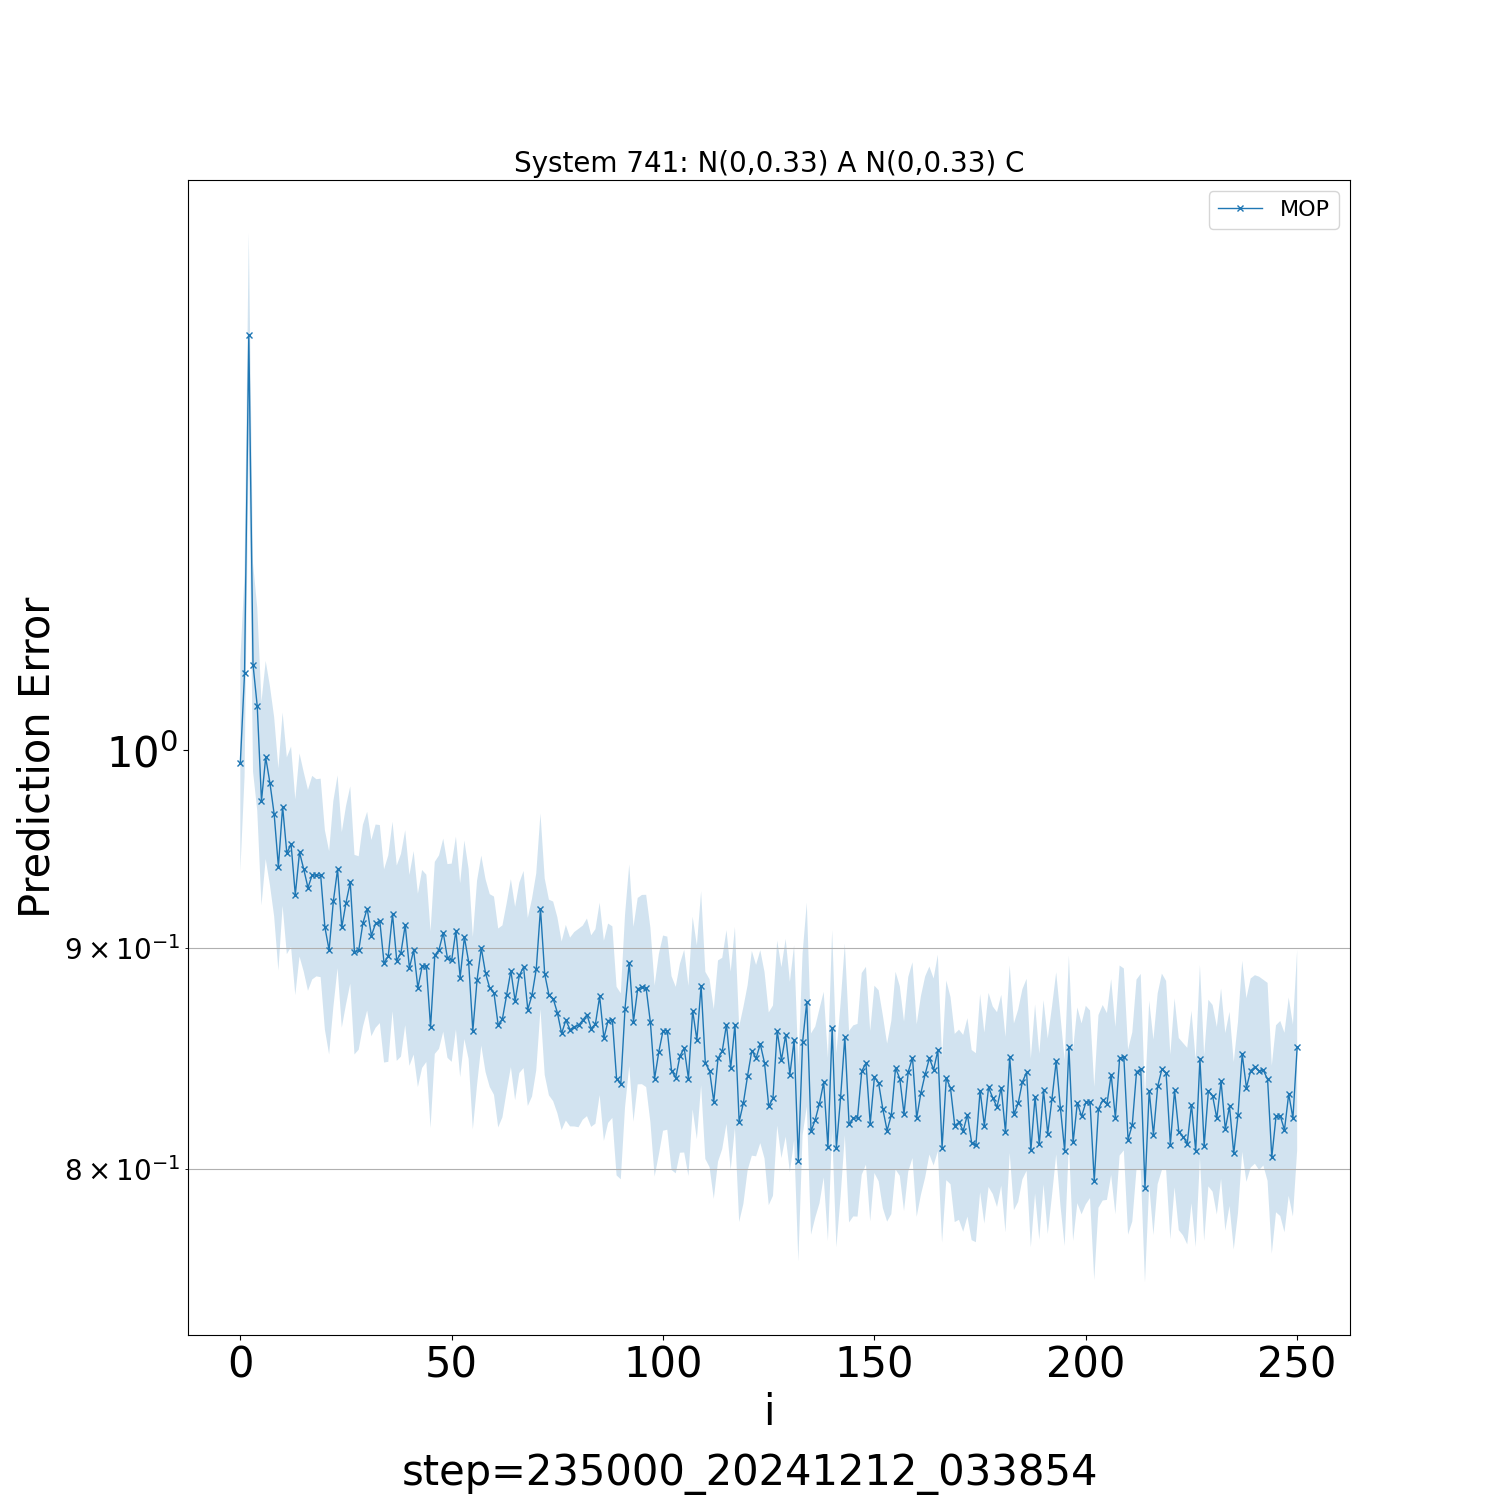 System 741: N(0,0.33) A N(0,0.33) C
MOP
Prediction Error
10⁰
9 × 10⁻¹
8 × 10⁻¹
0 50 100 150 200 250
i
step=235000_20241212_033854